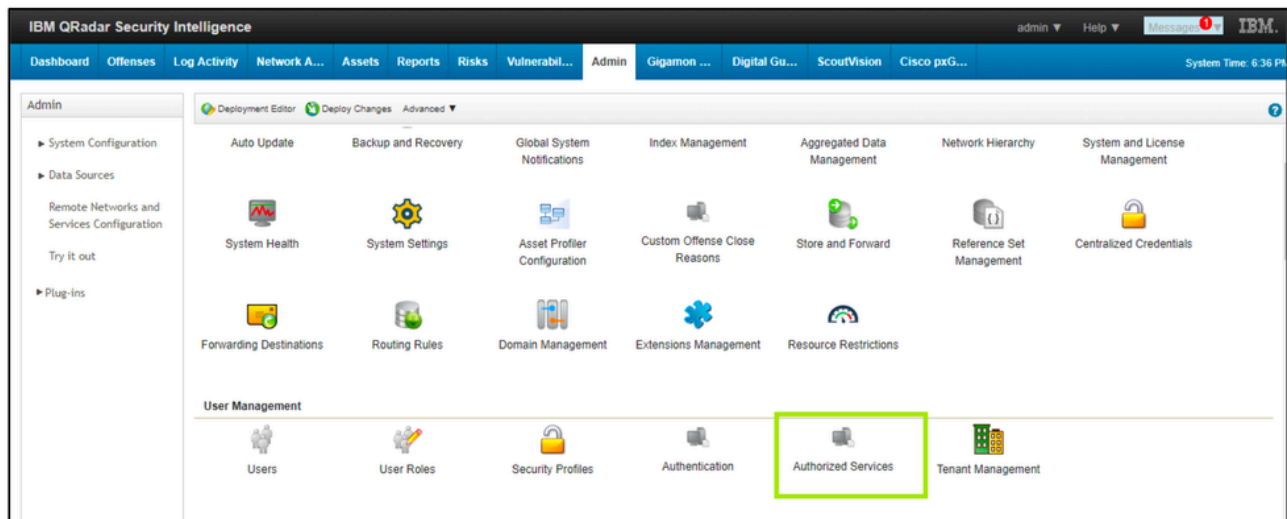 IBM QRadar Security Intelligence
admin ▼ Help ▼ Messages 1 ▼ IBM.
Dashboard Offenses Log Activity Network A... Assets Reports Risks Vulnerabil... Admin Gigamon ... Digital Gu... ScoutVision Cisco pxG... System Time: 6:36 PM
Admin
Deployment Editor Deploy Changes Advanced ▼
?
▶ System Configuration
▶ Data Sources
Remote Networks and
Services Configuration
Try it out
▶ Plug-ins
Auto Update Backup and Recovery Global System Index Management Aggregated Data Network Hierarchy System and License
Notifications Management Management
System Health System Settings Asset Profiler Custom Offense Close Store and Forward Reference Set Centralized Credentials
Configuration Reasons Management
Forwarding Destinations Routing Rules Domain Management Extensions Management Resource Restrictions
User Management
Users User Roles Security Profiles Authentication Authorized Services Tenant Management